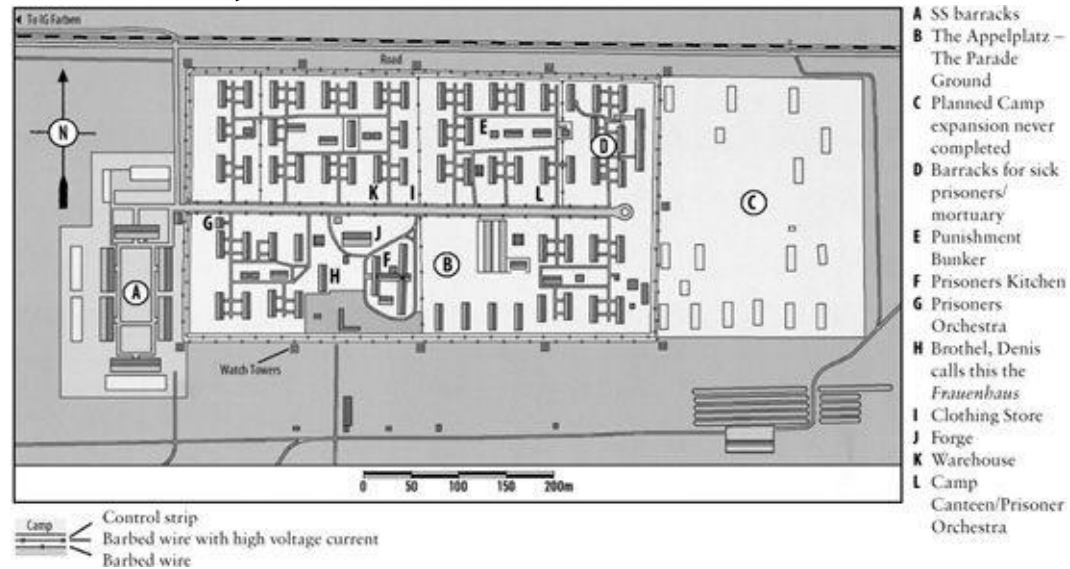 To IG Farben
Road
N
A
B
C
D
E
F
G
H
I
J
K
L
Watch Towers
0 50 100 150 200m
Camp
Control strip
Barbed wire with high voltage current
Barbed wire
A SS barracks
B The Appelplatz –
The Parade
Ground
C Planned Camp
expansion never
completed
D Barracks for sick
prisoners/
mortuary
E Punishment
Bunker
F Prisoners Kitchen
G Prisoners
Orchestra
H Brothel, Denis
calls this the
Frauenhaus
I Clothing Store
J Forge
K Warehouse
L Camp
Canteen/Prisoner
Orchestra